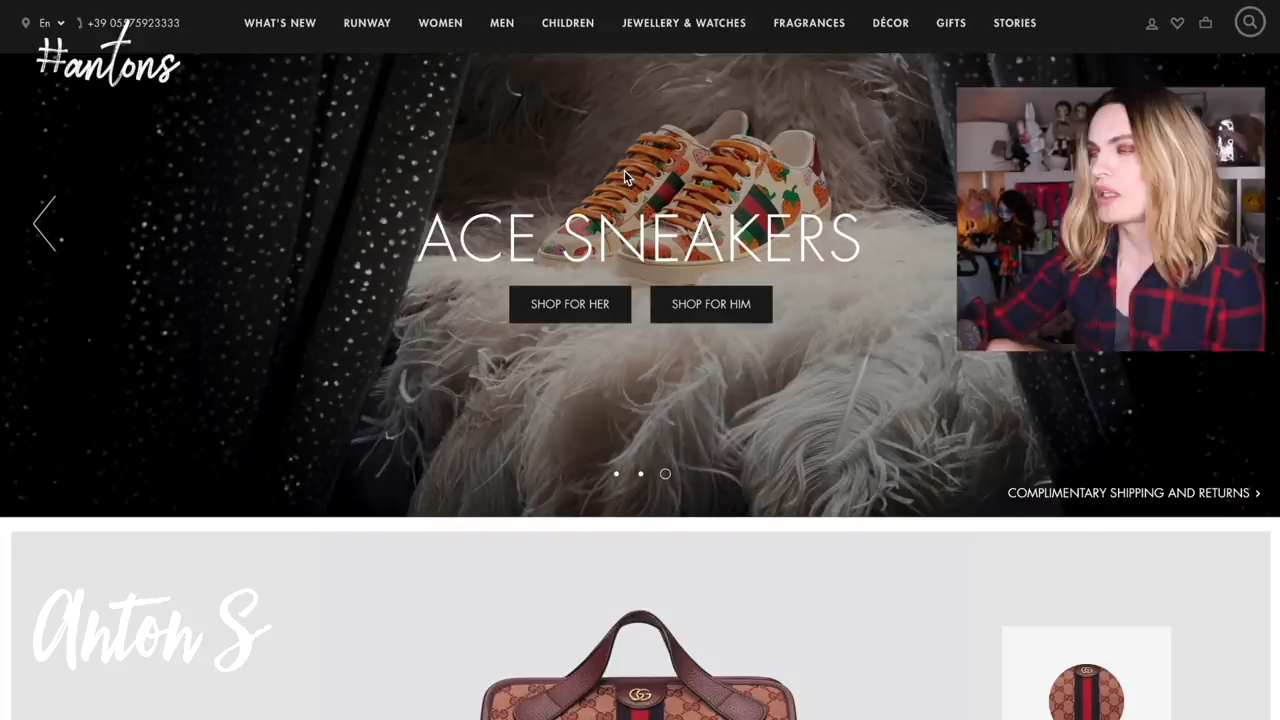 En +39 05575923333
WHAT'S NEW RUNWAY WOMEN MEN CHILDREN JEWELLERY & WATCHES FRAGRANCES DÉCOR GIFTS STORIES
#antons
ACE SNEAKERS
SHOP FOR HER SHOP FOR HIM
COMPLIMENTARY SHIPPING AND RETURNS >
Anton S